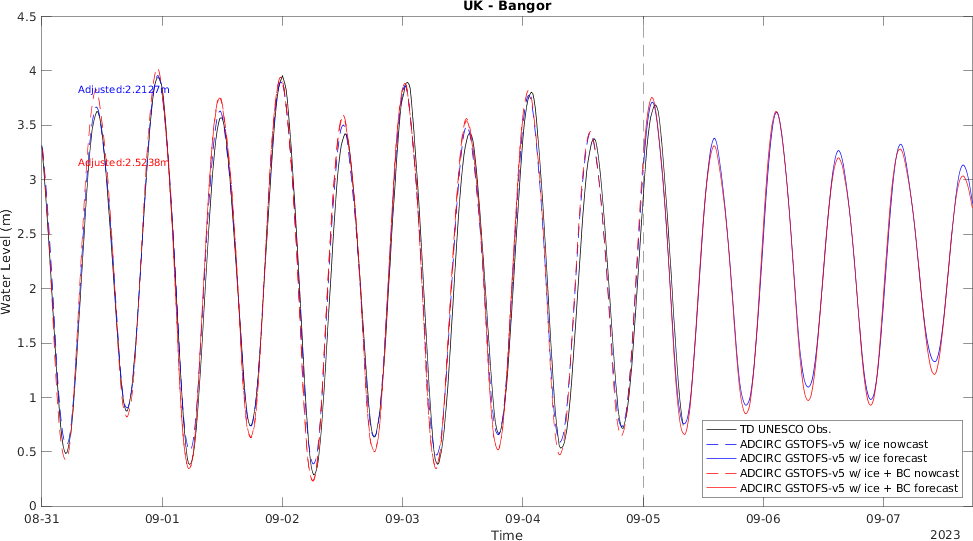 UK - Bangor
4.5
4
3.5
3
2.5
2
1.5
1
0.5
0
Water Level (m)
Adjusted:2.2127m
Adjusted:2.5238m
TD UNESCO Obs.
ADCIRC GSTOFS-v5 w/ ice nowcast
ADCIRC GSTOFS-v5 w/ ice forecast
ADCIRC GSTOFS-v5 w/ ice + BC nowcast
ADCIRC GSTOFS-v5 w/ ice + BC forecast
08-31 09-01 09-02 09-03 09-04 09-05 09-06 09-07
Time
2023